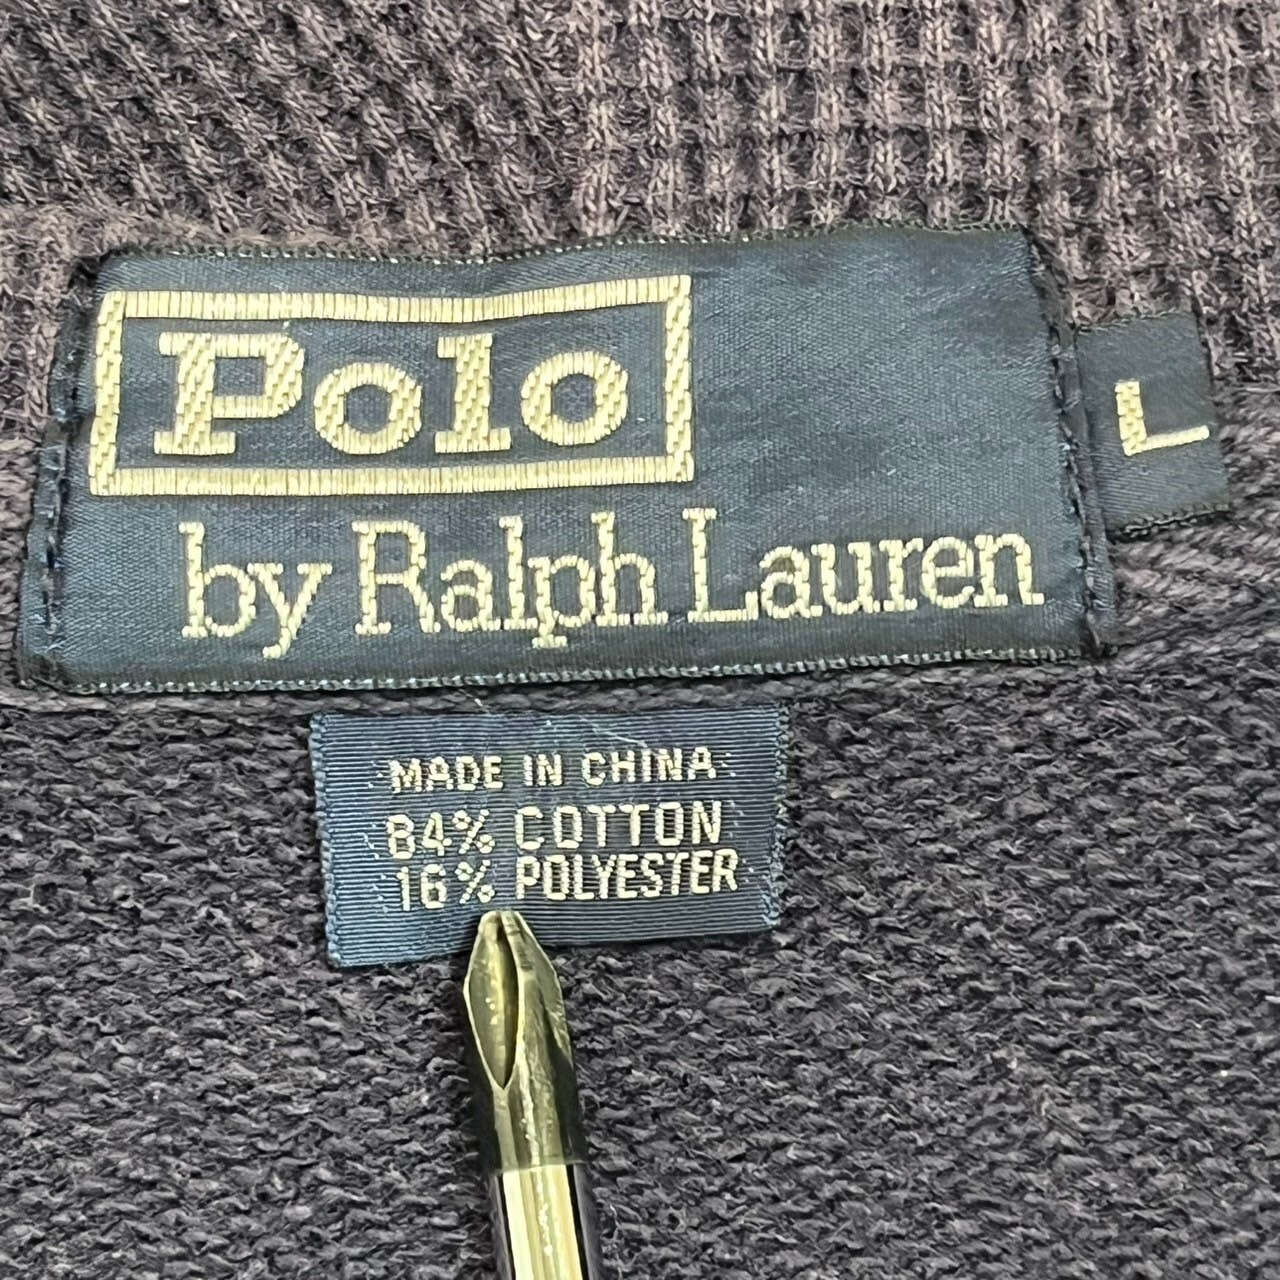 Polo
by Ralph Lauren
L
MADE IN CHINA
84% COTTON
16% POLYESTER